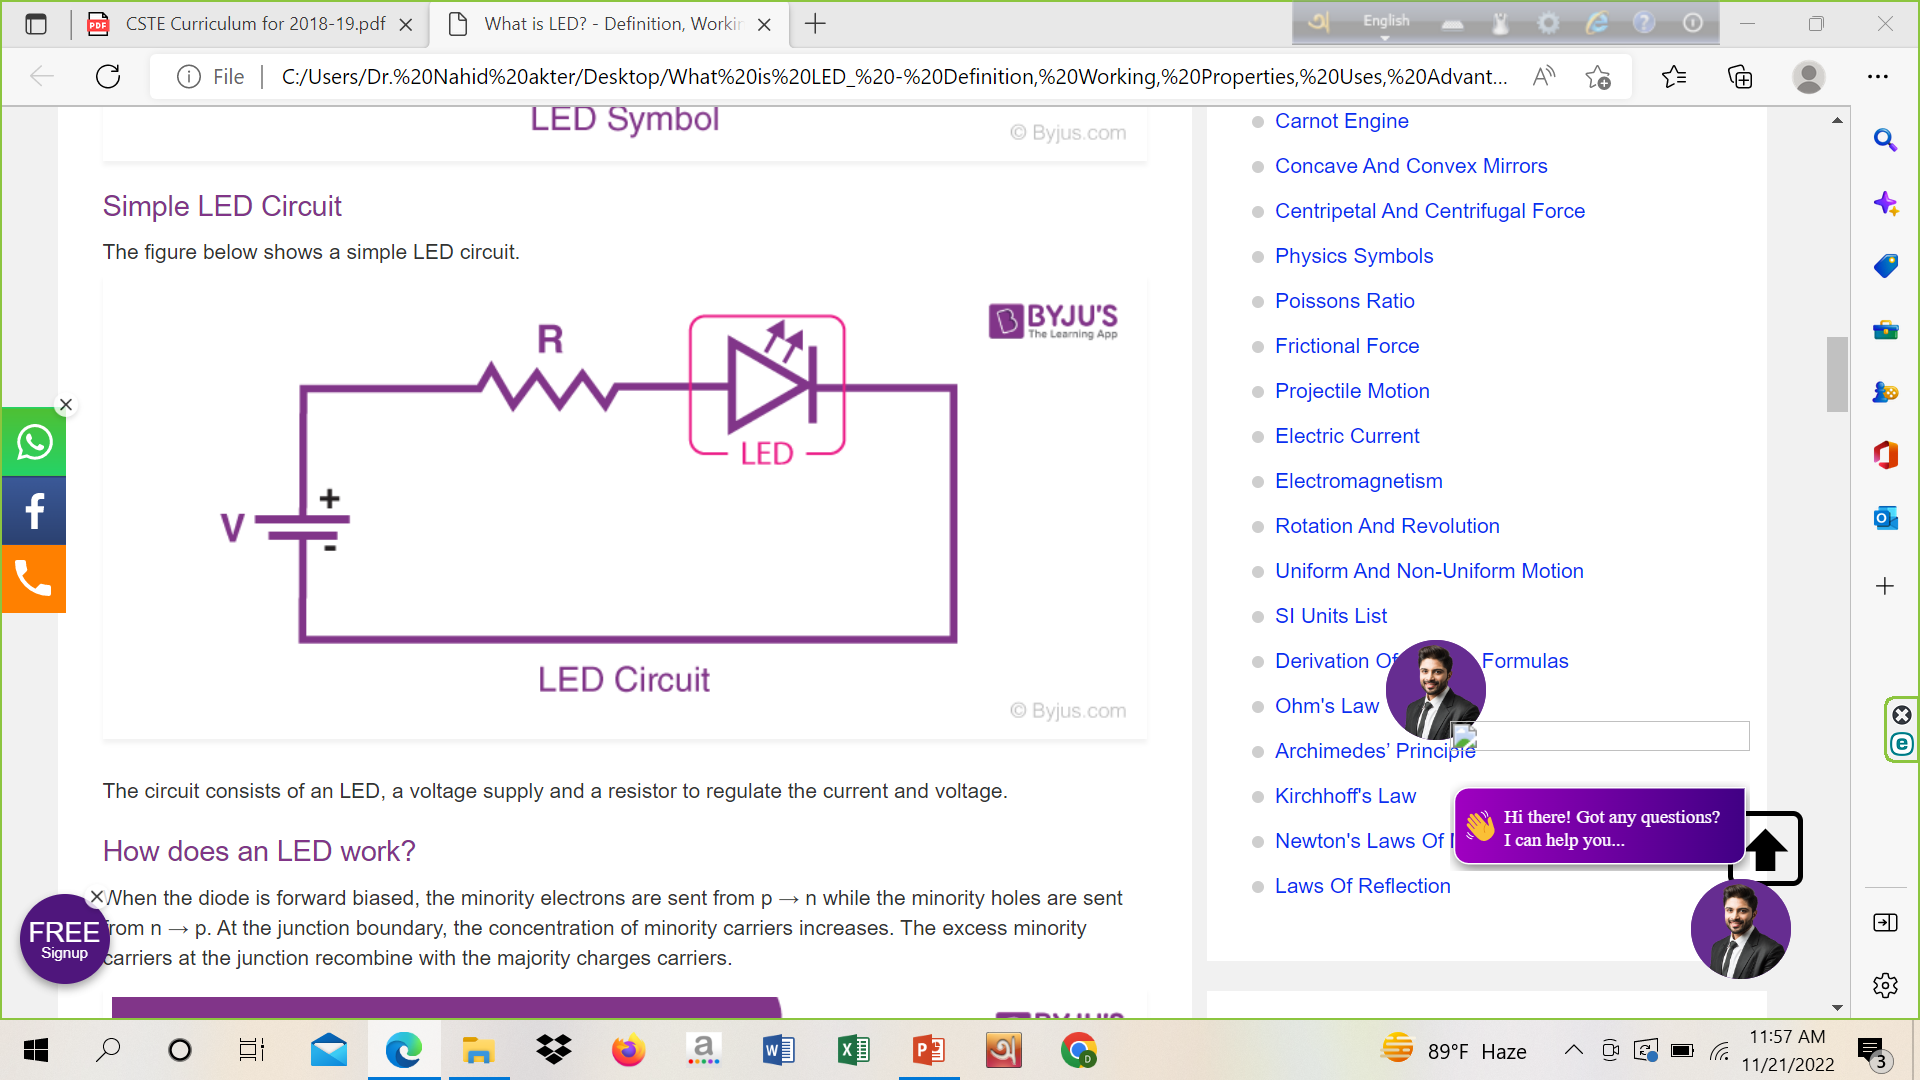 CSTE Curriculum for 2018-19.pdf
What is LED? - Definition, Workin
English
File
C:/Users/Dr.%20Nahid%20akter/Desktop/What%20is%20LED_%20-%20Definition,%20Working,%20Properties,%20Uses,%20Advant...
LED Symbol
© Byjus.com
Simple LED Circuit
The figure below shows a simple LED circuit.
BYJU'S
The Learning App
R
LED
+
V
-
LED Circuit
© Byjus.com
The circuit consists of an LED, a voltage supply and a resistor to regulate the current and voltage.
How does an LED work?
When the diode is forward biased, the minority electrons are sent from p → n while the minority holes are sent
from n → p. At the junction boundary, the concentration of minority carriers increases. The excess minority
carriers at the junction recombine with the majority charges carriers.
BYJU'S
FREE
Signup
Carnot Engine
Concave And Convex Mirrors
Centripetal And Centrifugal Force
Physics Symbols
Poissons Ratio
Frictional Force
Projectile Motion
Electric Current
Electromagnetism
Rotation And Revolution
Uniform And Non-Uniform Motion
SI Units List
Derivation Of Formulas
Ohm's Law
Archimedes’ Principle
Kirchhoff's Law
Newton's Laws Of
Laws Of Reflection
Hi there! Got any questions?
I can help you...
89°F Haze
11:57 AM
11/21/2022
3